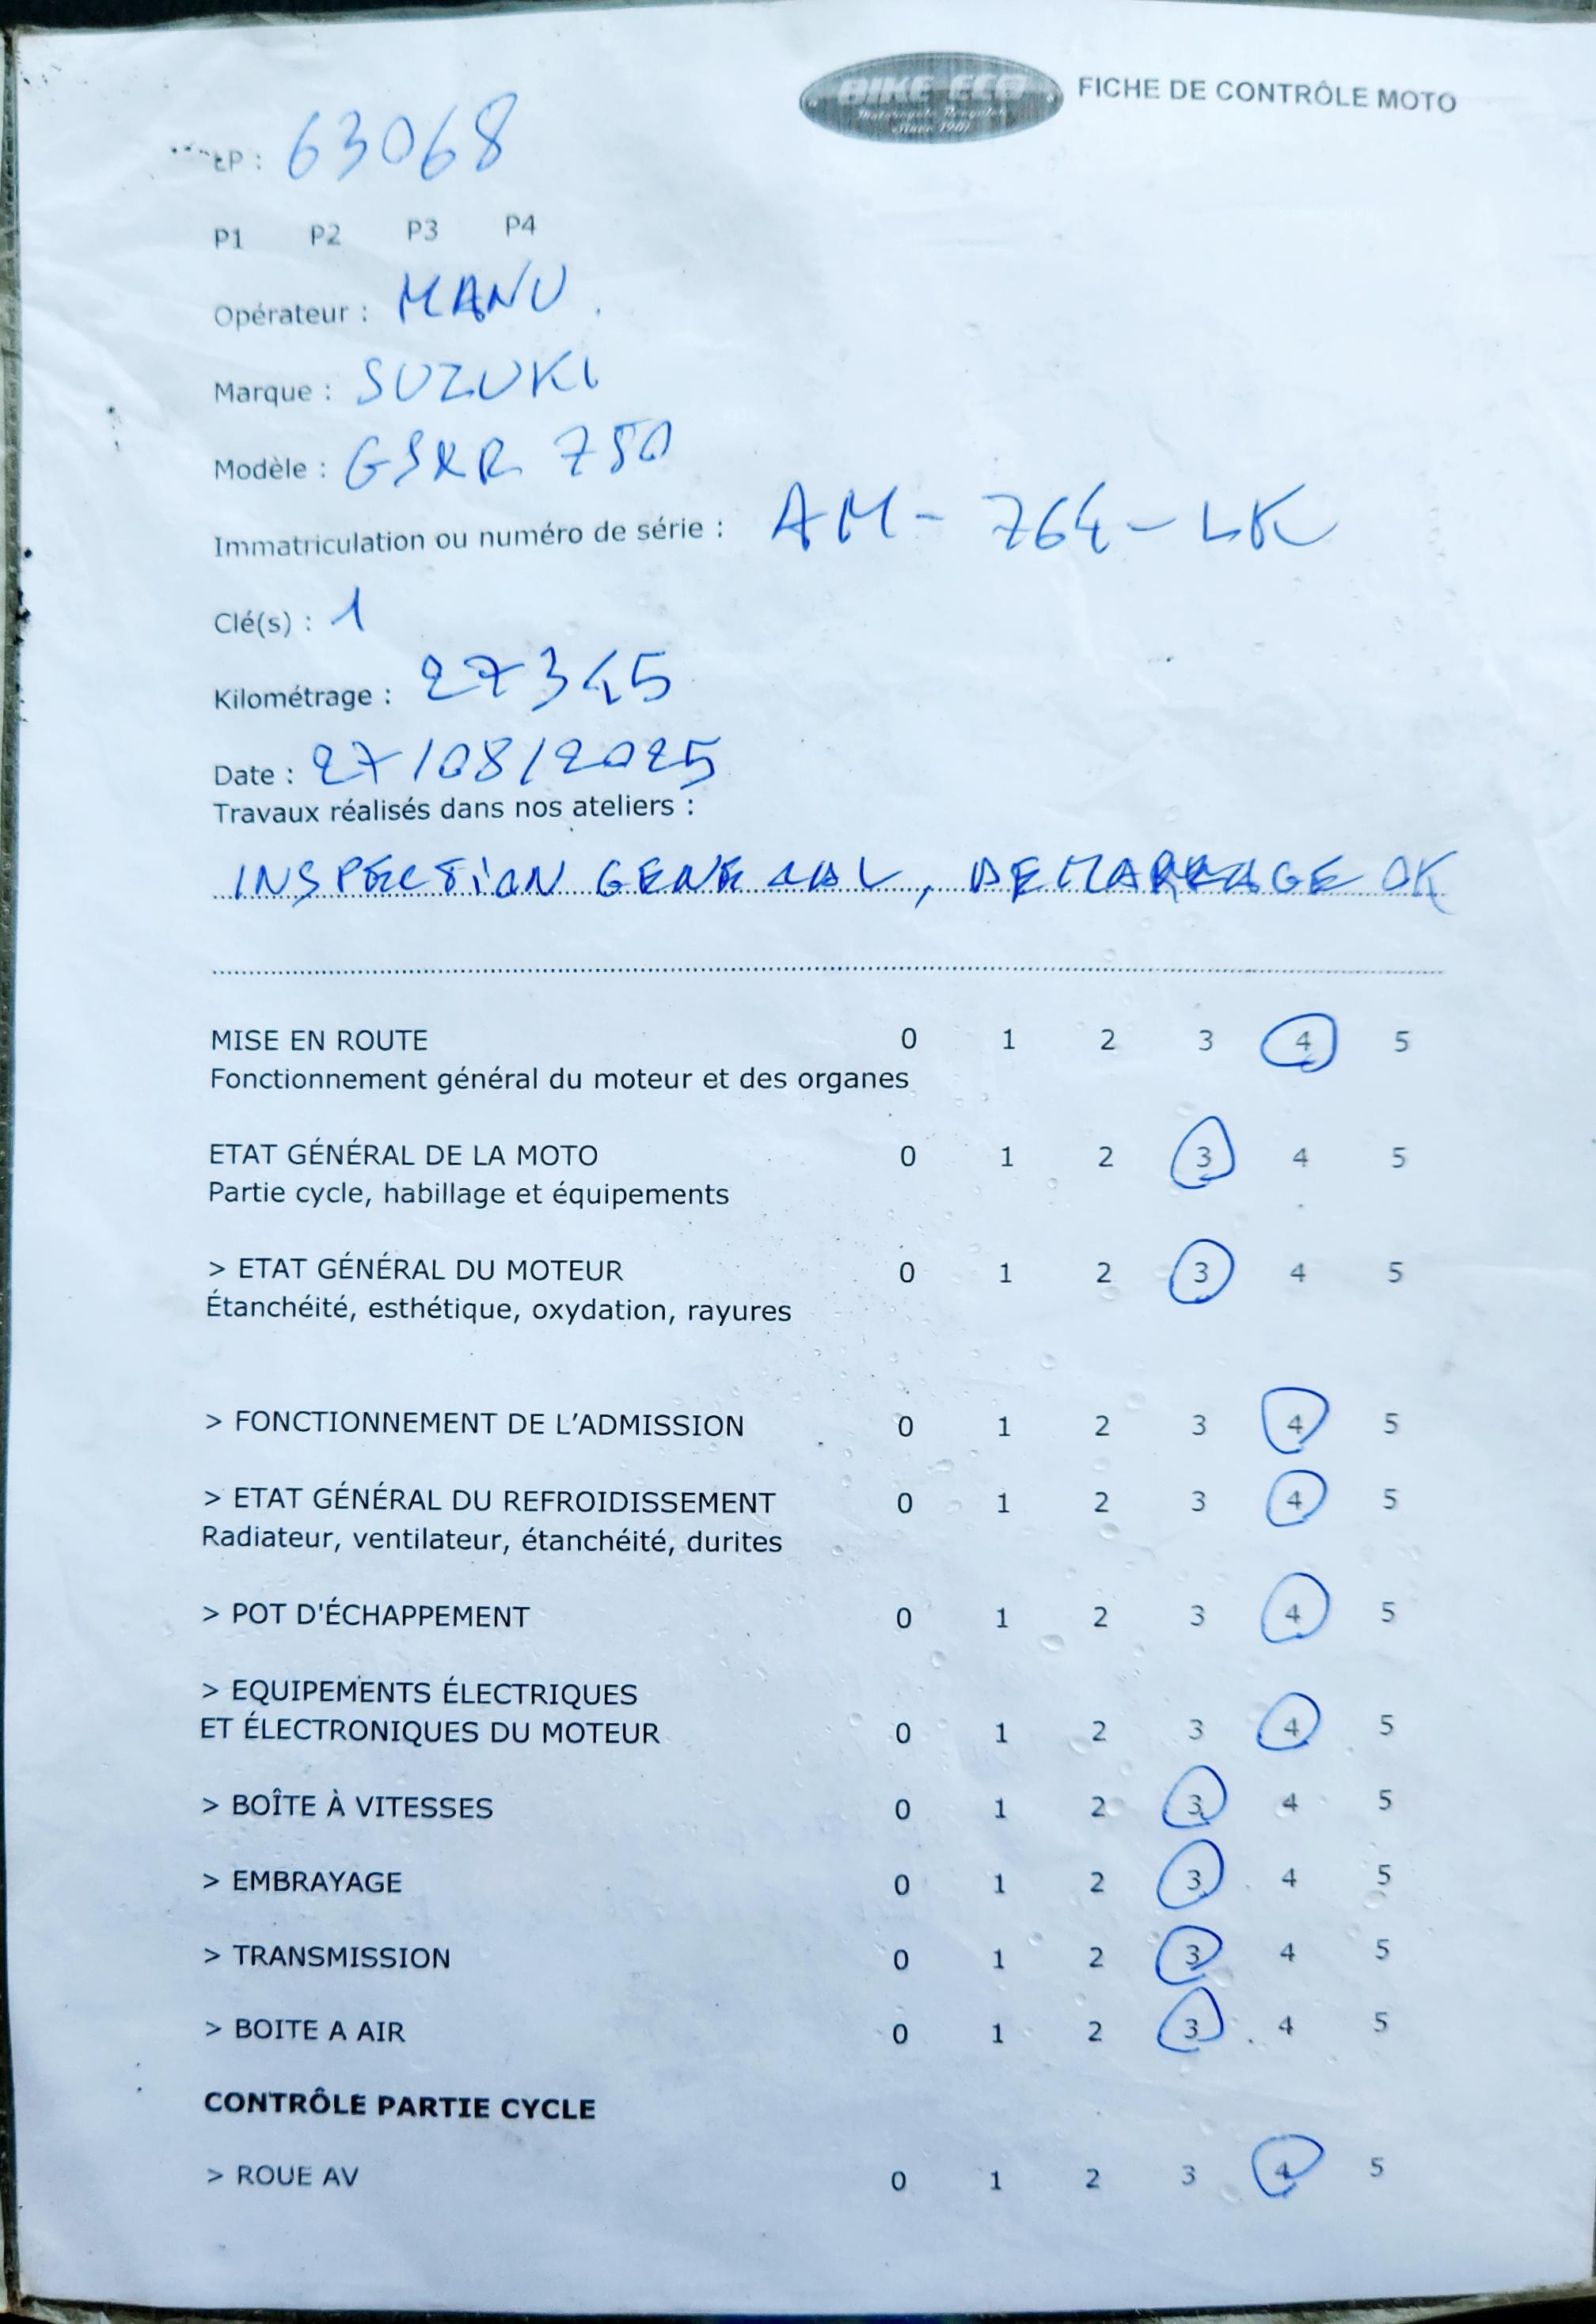 BIKE ECO
Motorcycle Recycler
Since 1987
FICHE DE CONTRÔLE MOTO
EP : 63068
P1 P2 P3 P4
Opérateur : MANU
Marque : SUZUKI
Modèle : GSXR 750
Immatriculation ou numéro de série : AM-764-LK
Clé(s) : 1
Kilométrage : 27345
Date : 27/08/2025
Travaux réalisés dans nos ateliers :
INSPECTION GENERAL, DEMARRAGE OK
MISE EN ROUTE 0 1 2 3 4 5
Fonctionnement général du moteur et des organes
ETAT GÉNÉRAL DE LA MOTO 0 1 2 3 4 5
Partie cycle, habillage et équipements
> ETAT GÉNÉRAL DU MOTEUR 0 1 2 3 4 5
Étanchéité, esthétique, oxydation, rayures
> FONCTIONNEMENT DE L'ADMISSION 0 1 2 3 4 5
> ETAT GÉNÉRAL DU REFROIDISSEMENT 0 1 2 3 4 5
Radiateur, ventilateur, étanchéité, durites
> POT D'ÉCHAPPEMENT 0 1 2 3 4 5
> EQUIPEMENTS ÉLECTRIQUES
ET ÉLECTRONIQUES DU MOTEUR 0 1 2 3 4 5
> BOÎTE À VITESSES 0 1 2 3 4 5
> EMBRAYAGE 0 1 2 3 4 5
> TRANSMISSION 0 1 2 3 4 5
> BOITE A AIR 0 1 2 3 4 5
CONTRÔLE PARTIE CYCLE
> ROUE AV 0 1 2 3 4 5